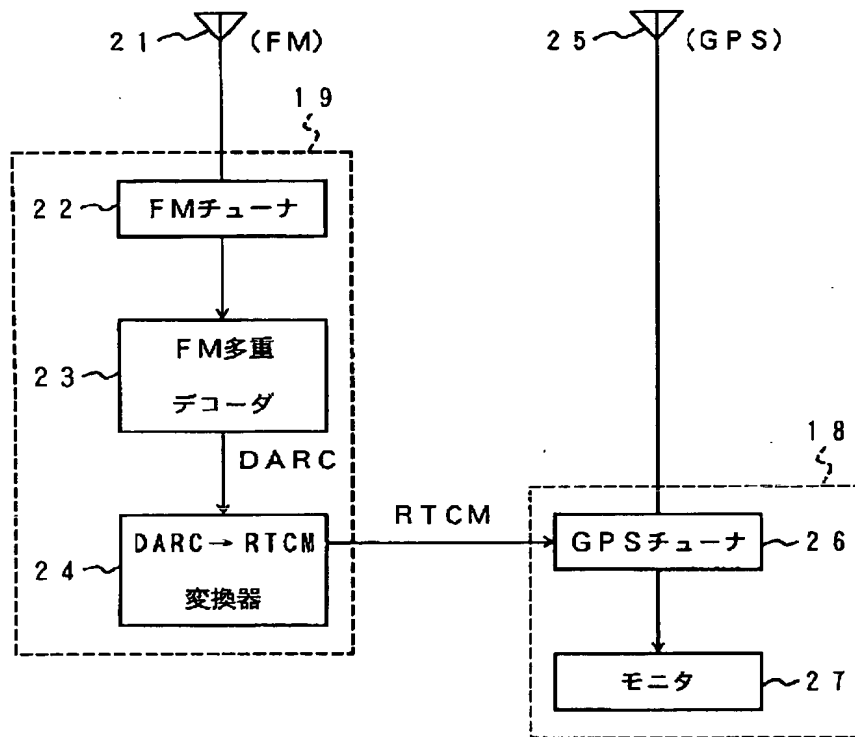 21
(FM)
25
(GPS)
19
22
FMチューナ
FM多重
23
デコーダ
DARC
18
RTCM
DARC→RTCM
GPSチューナ
26
24
変換器
モニタ
27